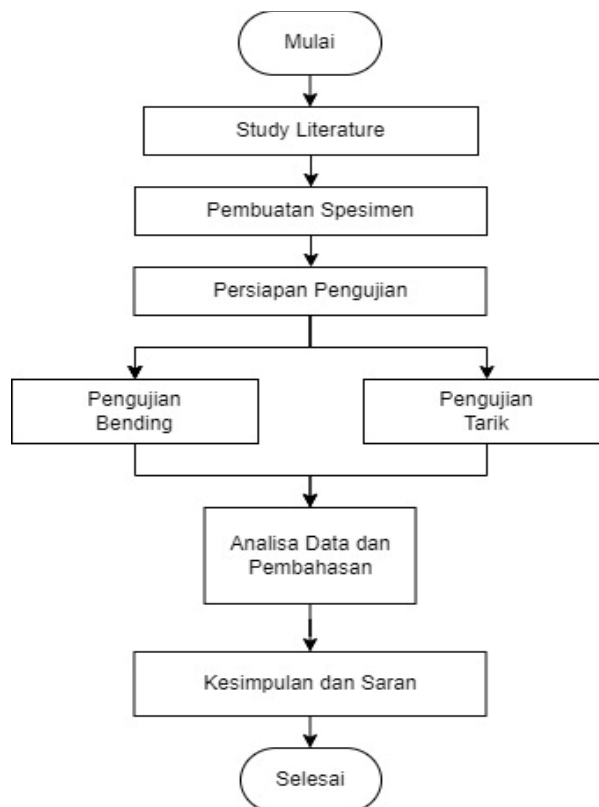 Mulai
Study Literature
Pembuatan Spesimen
Persiapan Pengujian
Pengujian
Bending
Pengujian
Tarik
Analisa Data dan
Pembahasan
Kesimpulan dan Saran
Selesai